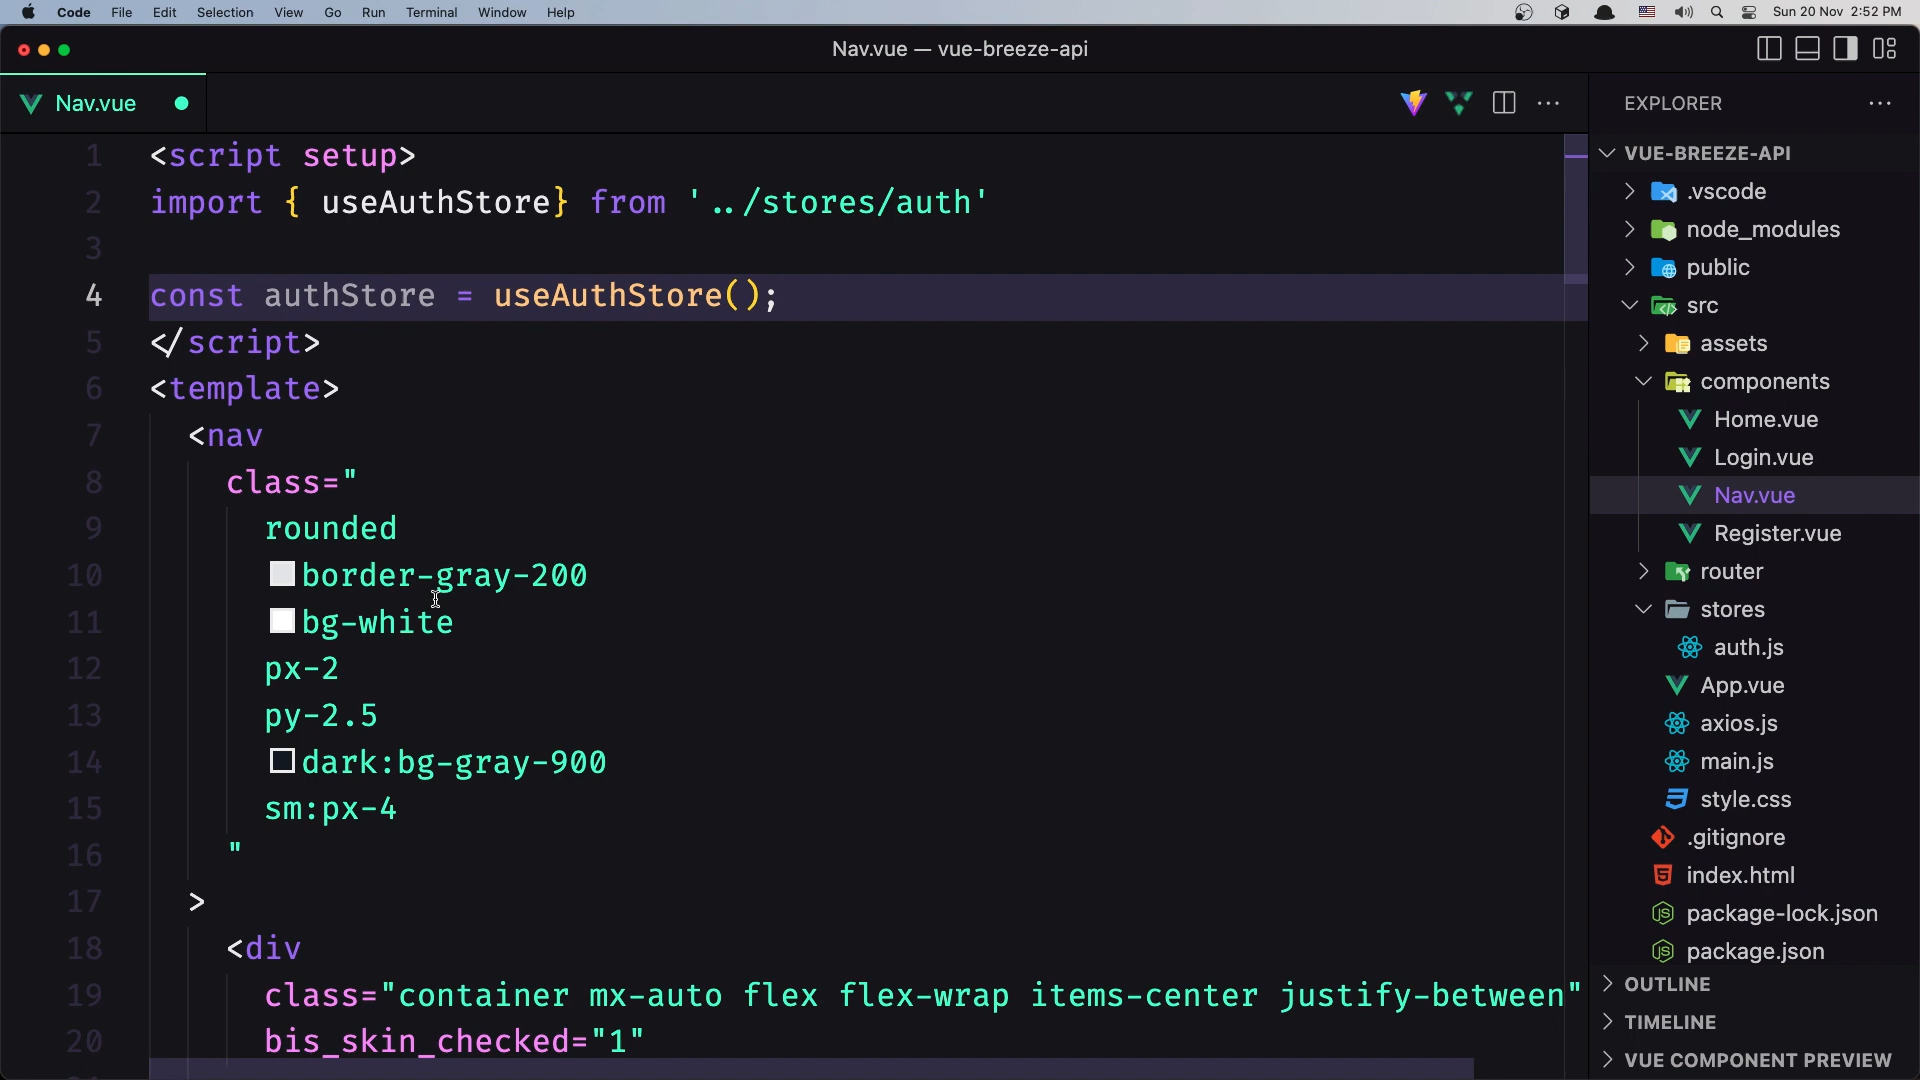 Code File Edit Selection View Go Run Terminal Window Help Sun 20 Nov 2:52 PM
Nav.vue — vue-breeze-api
Nav.vue
1 <script setup>
2 import { useAuthStore} from '../stores/auth'
3
4 const authStore = useAuthStore();
5 </script>
6 <template>
7 <nav
8 class="
9 rounded
10 border-gray-200
11 bg-white
12 px-2
13 py-2.5
14 dark:bg-gray-900
15 sm:px-4
16 "
17 >
18 <div
19 class="container mx-auto flex flex-wrap items-center justify-between"
20 bis_skin_checked="1"
EXPLORER
VUE-BREEZE-API
.vscode
node_modules
public
src
assets
components
Home.vue
Login.vue
Nav.vue
Register.vue
router
stores
auth.js
App.vue
axios.js
main.js
style.css
.gitignore
index.html
package-lock.json
package.json
OUTLINE
TIMELINE
VUE COMPONENT PREVIEW